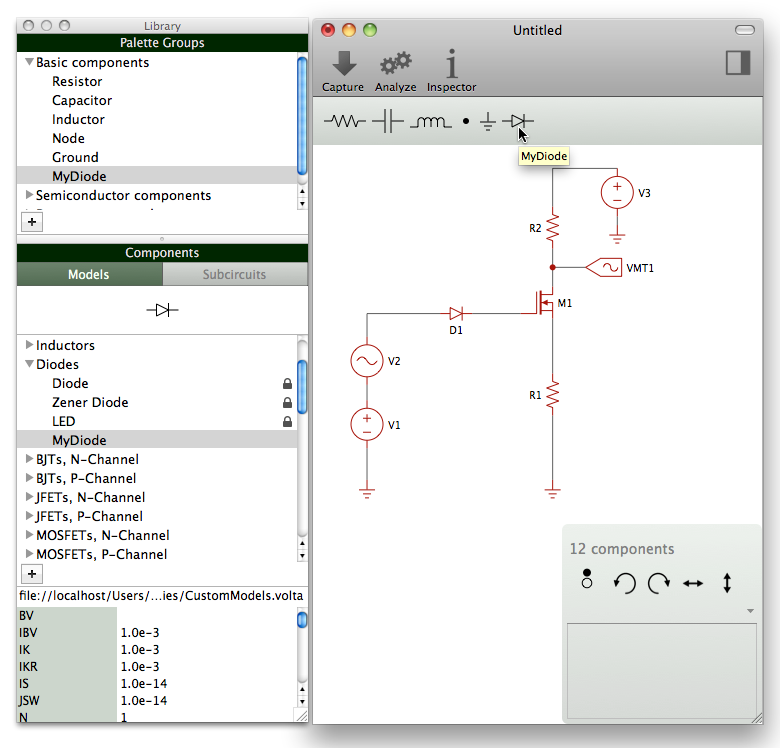 Library
Palette Groups
Basic components
Resistor
Capacitor
Inductor
Node
Ground
MyDiode
Semiconductor components
Components
Models Subcircuits
Inductors
Diodes
Diode
Zener Diode
LED
MyDiode
BJTs, N-Channel
BJTs, P-Channel
JFETs, N-Channel
JFETs, P-Channel
MOSFETs, N-Channel
MOSFETs, P-Channel
file://localhost/Users/...ies/CustomModels.volta
BV
IBV 1.0e-3
IK 1.0e-3
IKR 1.0e-3
IS 1.0e-14
JSW 1.0e-14
N 1
Untitled
Capture Analyze Inspector
MyDiode
V3
R2
VMT1
M1
D1
V2
R1
V1
12 components